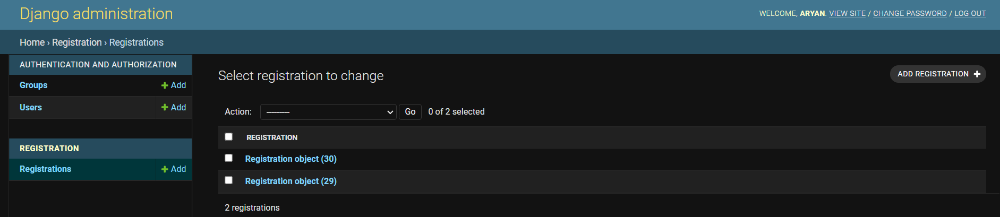 Django administration
WELCOME, ARYAN. VIEW SITE / CHANGE PASSWORD / LOG OUT
Home › Registration › Registrations
AUTHENTICATION AND AUTHORIZATION
Groups + Add
Users + Add
REGISTRATION
Registrations + Add
Select registration to change
ADD REGISTRATION +
Action: --------- Go 0 of 2 selected
REGISTRATION
Registration object (30)
Registration object (29)
2 registrations